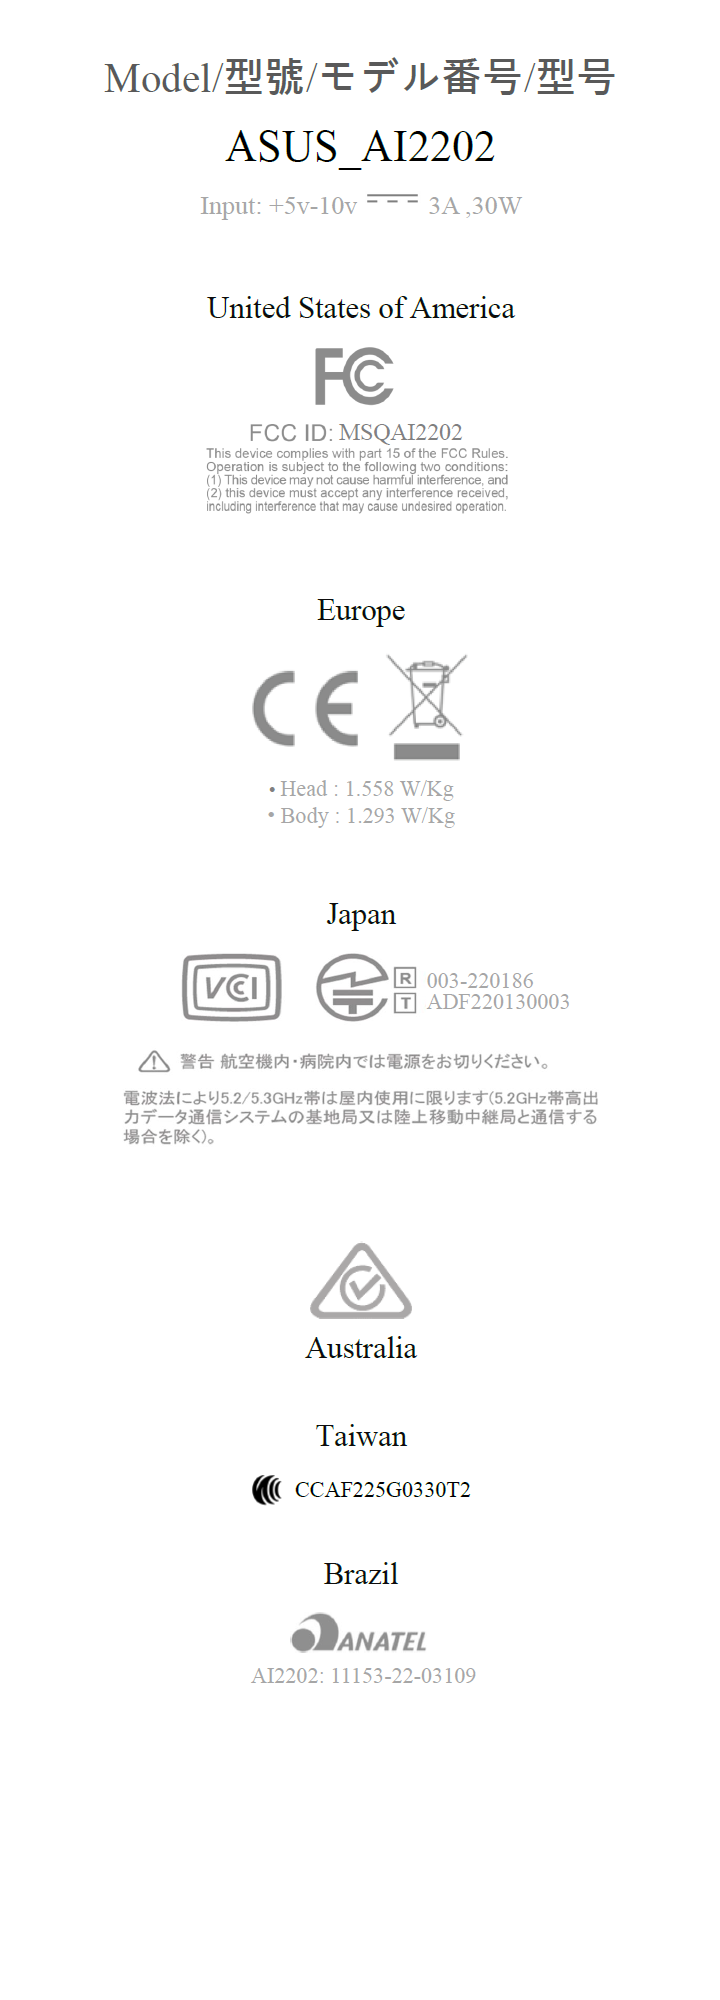 Model/型號/モデル番号/型号
ASUS_AI2202
Input: +5v-10v 3A ,30W
United States of America
FC
FCC ID: MSQAI2202
This device complies with part 15 of the FCC Rules.
Operation is subject to the following two conditions:
(1) This device may not cause harmful interference, and
(2) this device must accept any interference received,
including interference that may cause undesired operation.
Europe
CE
• Head : 1.558 W/Kg
• Body : 1.293 W/Kg
Japan
VCCI
R 003-220186
T ADF220130003
警告 航空機内・病院内では電源をお切りください。
電波法により5.2/5.3GHz帯は屋内使用に限ります(5.2GHz帯高出
力データ通信システムの基地局又は陸上移動中継局と通信する
場合を除く)。
Australia
Taiwan
CCAF225G0330T2
Brazil
ANATEL
AI2202: 11153-22-03109